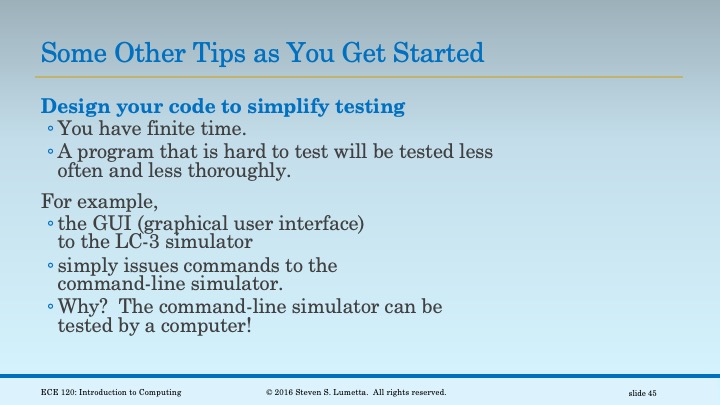 Some Other Tips as You Get Started
Design your code to simplify testing
◦You have finite time.
◦A program that is hard to test will be tested less
often and less thoroughly.
For example,
◦the GUI (graphical user interface)
to the LC-3 simulator
◦simply issues commands to the
command-line simulator.
◦Why?  The command-line simulator can be
tested by a computer!
ECE 120: Introduction to Computing
© 2016 Steven S. Lumetta.  All rights reserved.
slide 45